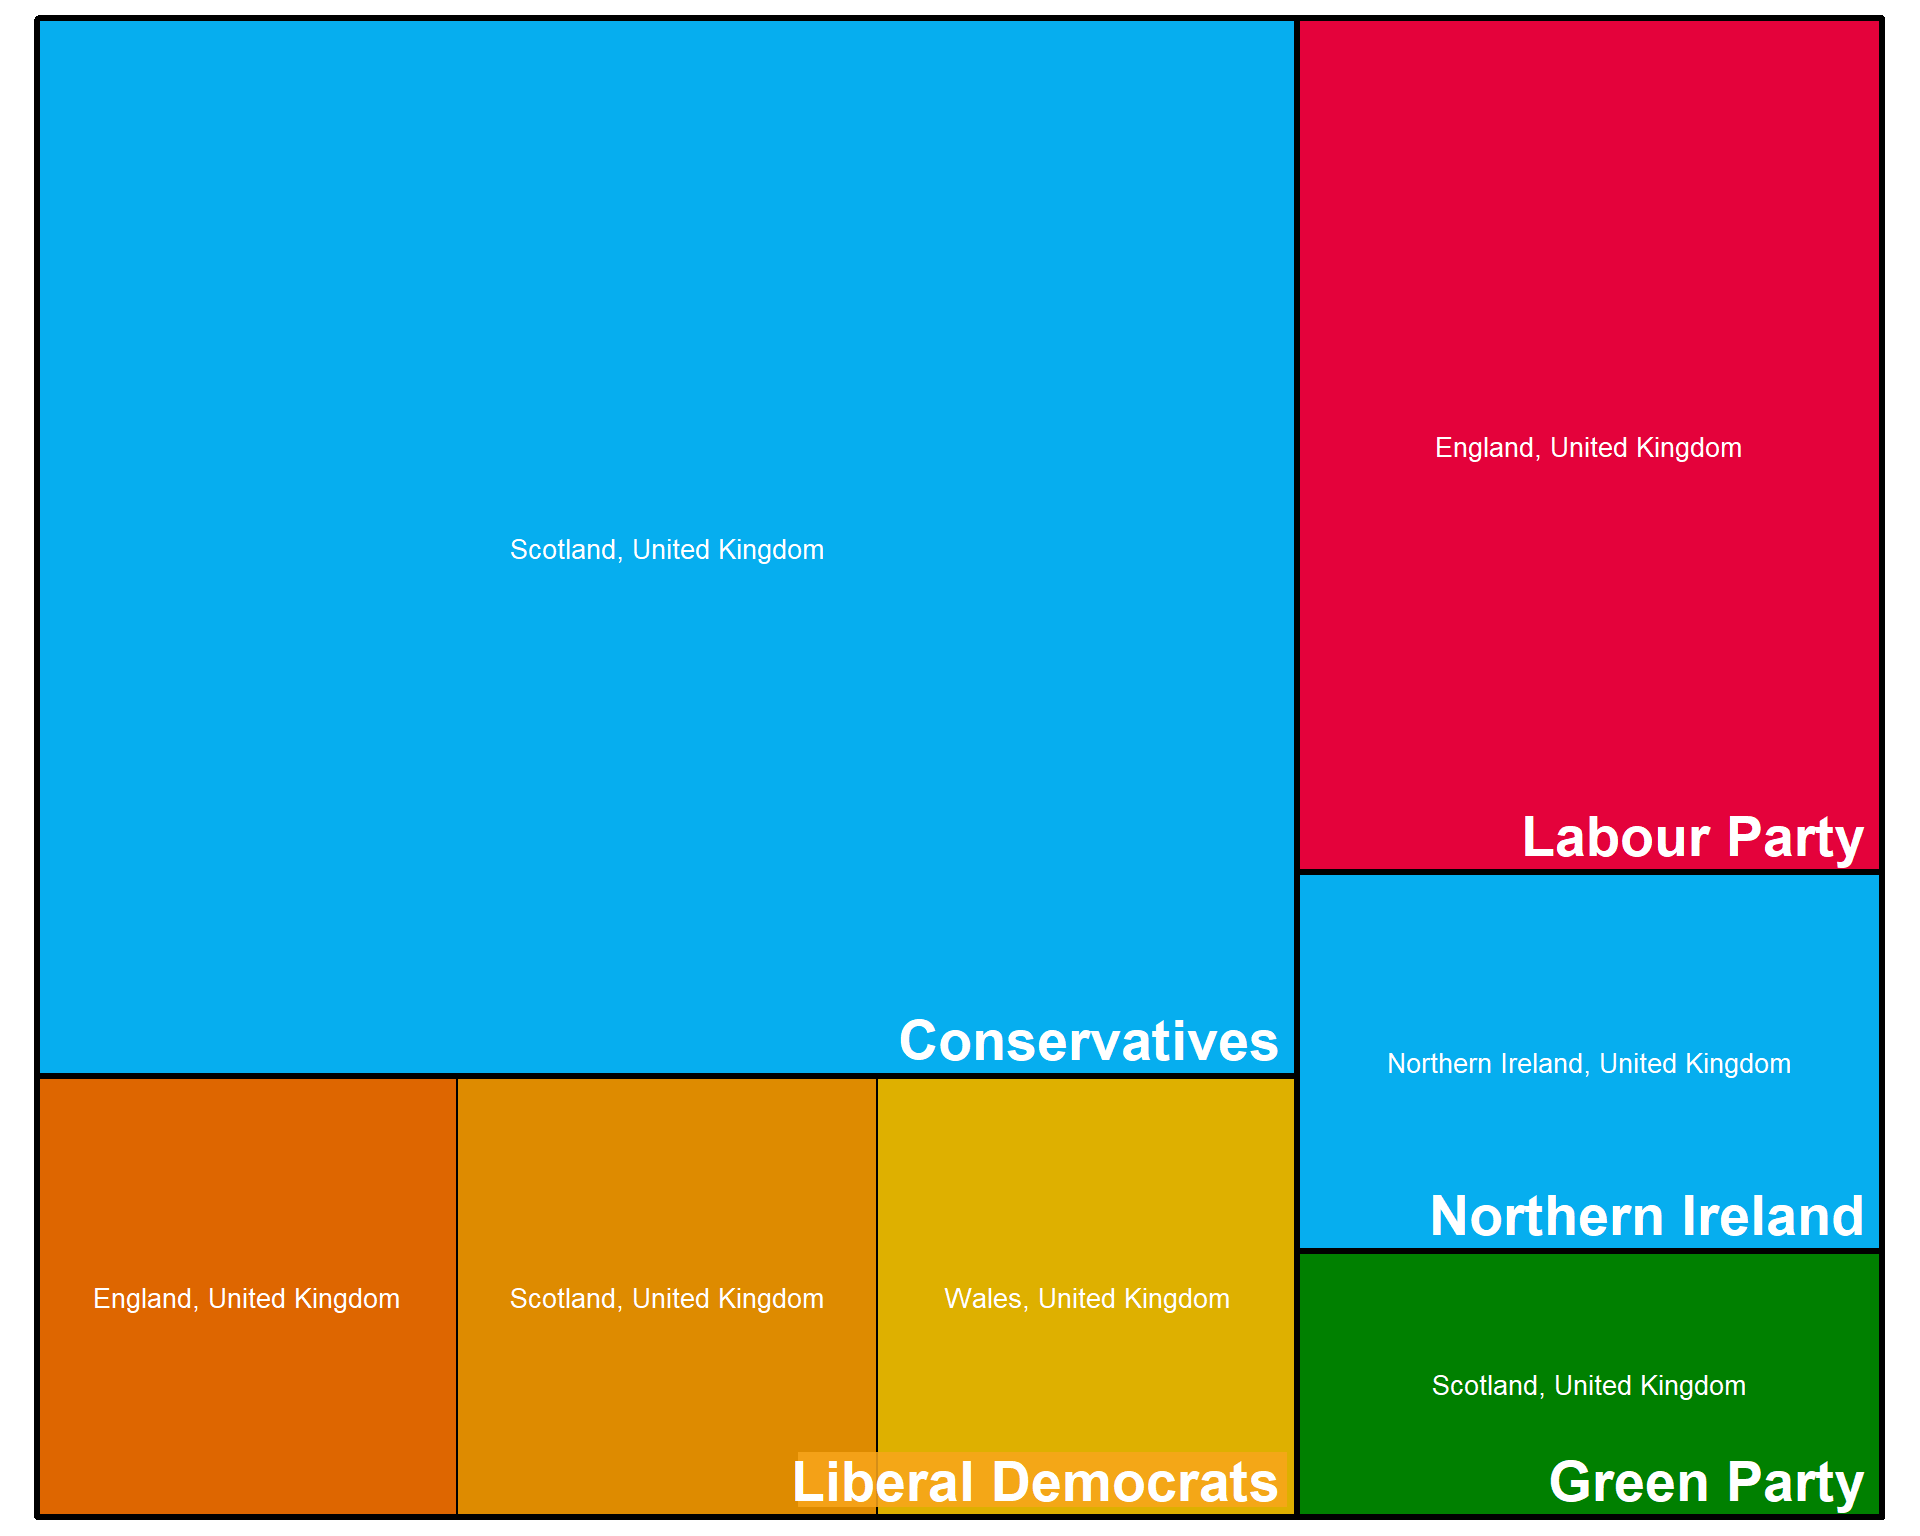 Scotland, United Kingdom
Conservatives
England, United Kingdom
Labour Party
Northern Ireland, United Kingdom
Northern Ireland
England, United Kingdom
Scotland, United Kingdom
Wales, United Kingdom
Liberal Democrats
Scotland, United Kingdom
Green Party